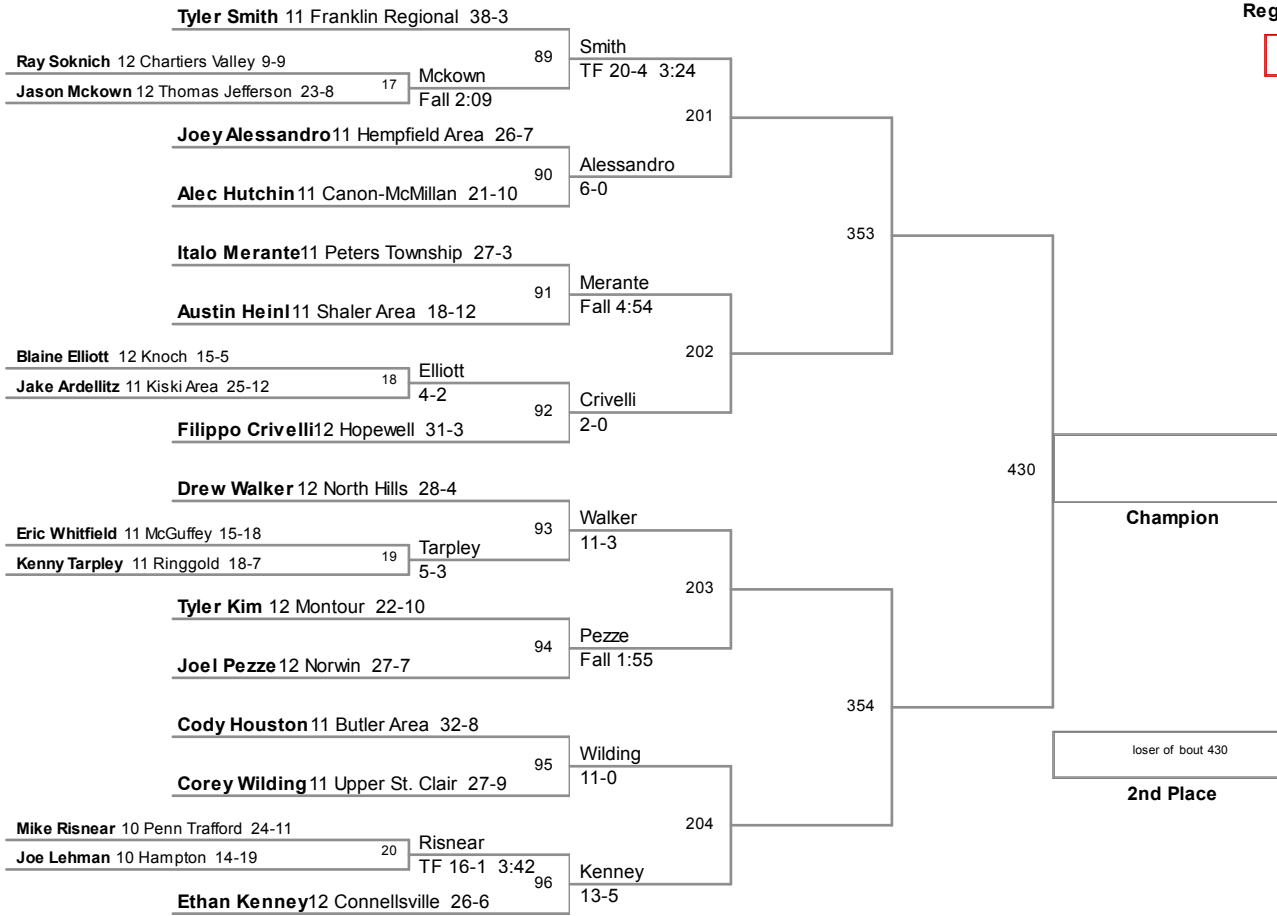 Tyler Smith 11 Franklin Regional 38-3
Reg
Smith
89
TF 20-4 3:24
Ray Soknich 12 Chartiers Valley 9-9
17
Mckown
Jason Mckown 12 Thomas Jefferson 23-8
Fall 2:09
201
Joey Alessandro 11 Hempfield Area 26-7
90
Alessandro
6-0
Alec Hutchin 11 Canon-McMillan 21-10
353
Italo Merante 11 Peters Township 27-3
91
Merante
Fall 4:54
Austin Heinl 11 Shaler Area 18-12
202
Blaine Elliott 12 Knoch 15-5
18
Elliott
Jake Ardellitz 11 Kiski Area 25-12
4-2
92
Crivelli
2-0
Filippo Crivelli 12 Hopewell 31-3
430
Drew Walker 12 North Hills 28-4
Champion
93
Walker
11-3
Eric Whitfield 11 McGuffey 15-18
19
Tarpley
Kenny Tarpley 11 Ringgold 18-7
5-3
203
Tyler Kim 12 Montour 22-10
94
Pezze
Fall 1:55
Joel Pezze 12 Norwin 27-7
354
Cody Houston 11 Butler Area 32-8
loser of bout 430
95
Wilding
11-0
Corey Wilding 11 Upper St. Clair 27-9
2nd Place
204
Mike Risnear 10 Penn Trafford 24-11
20
Risnear
Joe Lehman 10 Hampton 14-19
TF 16-1 3:42
96
Kenney
13-5
Ethan Kenney 12 Connellsville 26-6